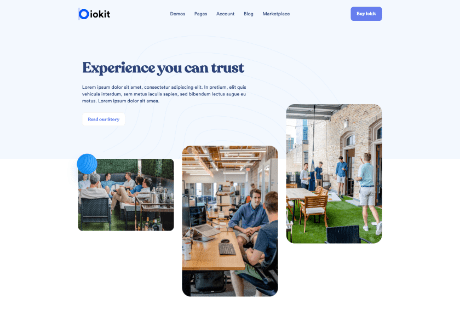 iokit
Demos Pages Account Blog Marketplace
Buy Iokit
Experience you can trust
Lorem ipsum dolor sit amet, consectetur adipiscing elit. In pretium, elit quis
vehicula interdum, sem metus iaculis sapien, sed bibendum lectus augue eu
metus. Lorem ipsum dolor sit amea.
Read our Story